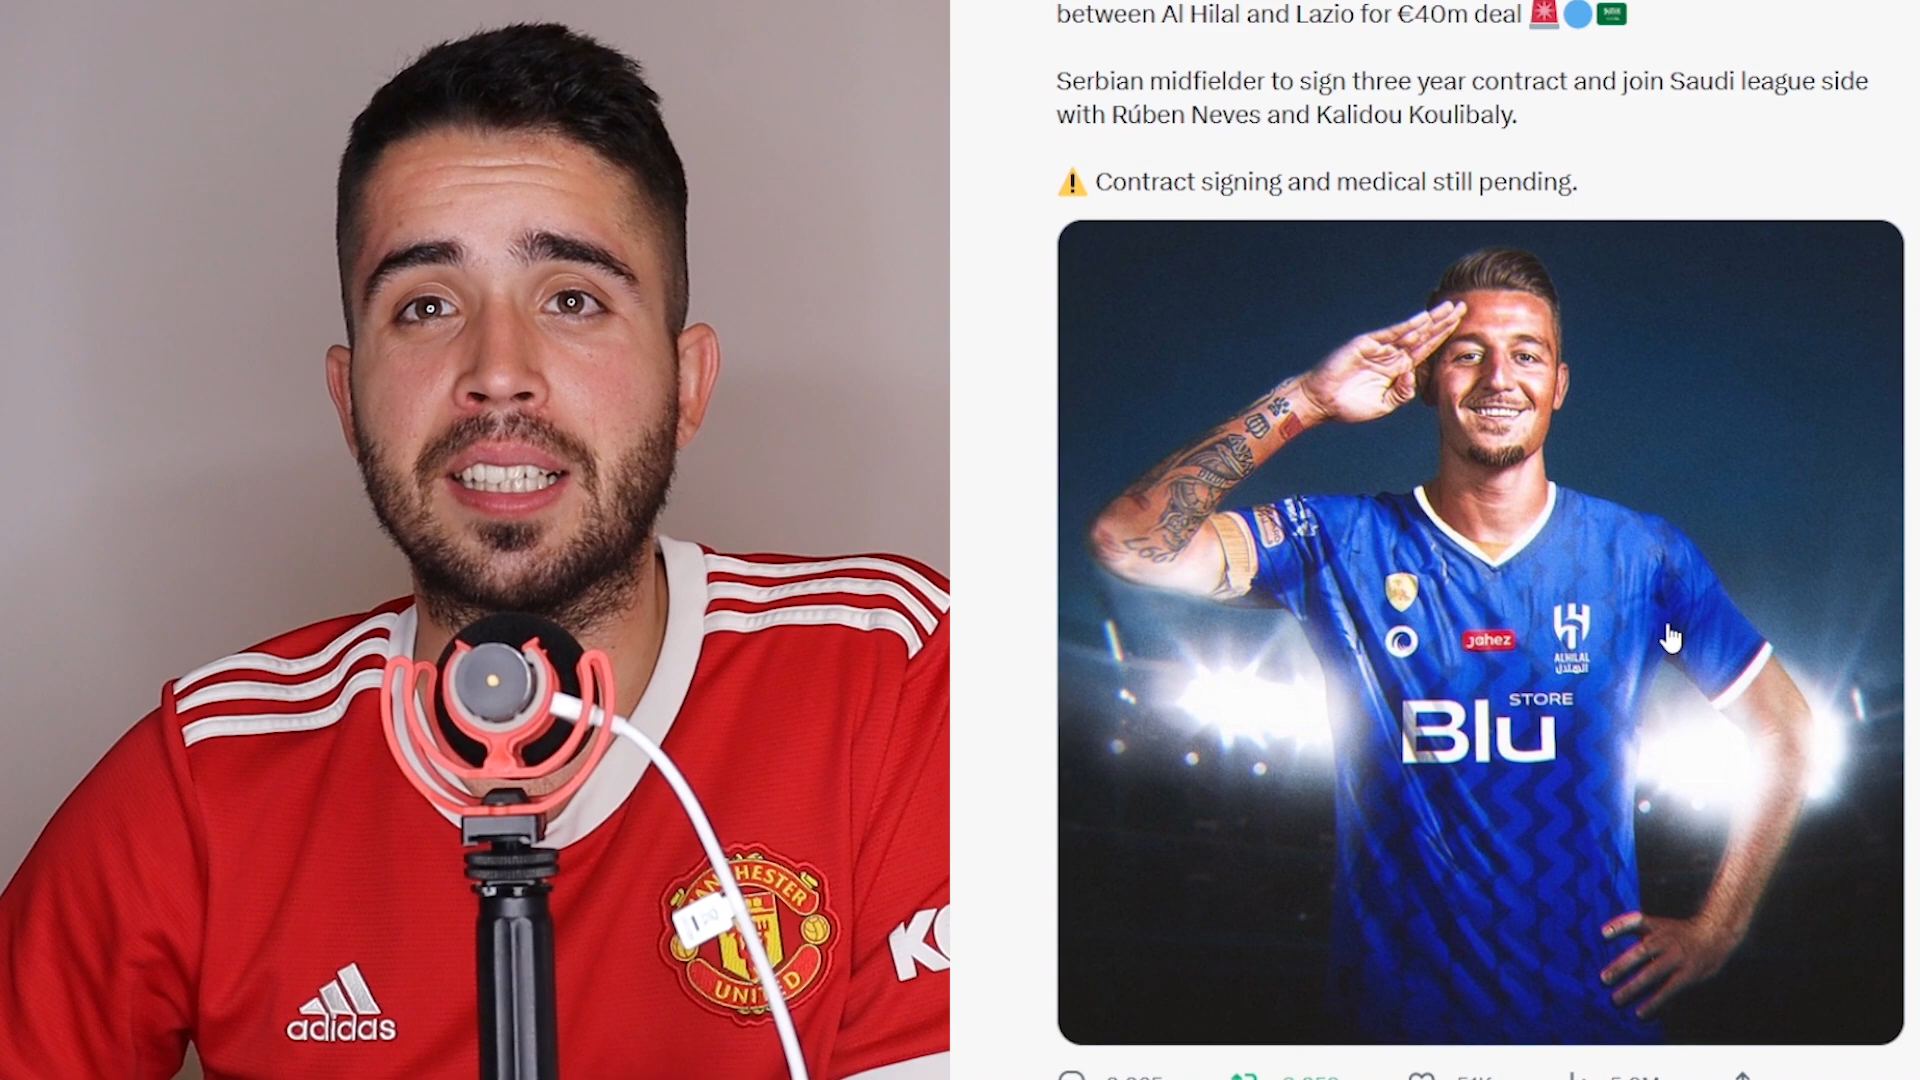 between Al Hilal and Lazio for €40m deal 🚨🔵🇸🇦
Serbian midfielder to sign three year contract and join Saudi league side
with Rúben Neves and Kalidou Koulibaly.
⚠️ Contract signing and medical still pending.
jahez
ALHILAL
الهلال
STORE
Blu
MANCHESTER
UNITED
adidas